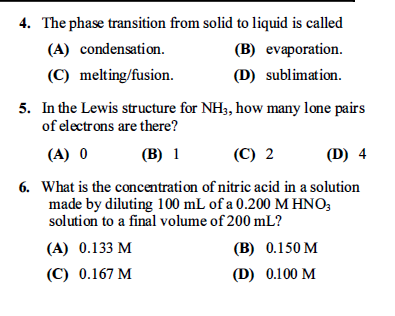 4. The phase transition from solid to liquid is called
(A) condensation. (B) evaporation.
(C) melting/fusion. (D) sublimation.
5. In the Lewis structure for NH₃, how many lone pairs
of electrons are there?
(A) 0 (B) 1 (C) 2 (D) 4
6. What is the concentration of nitric acid in a solution
made by diluting 100 mL of a 0.200 M HNO₃
solution to a final volume of 200 mL?
(A) 0.133 M (B) 0.150 M
(C) 0.167 M (D) 0.100 M